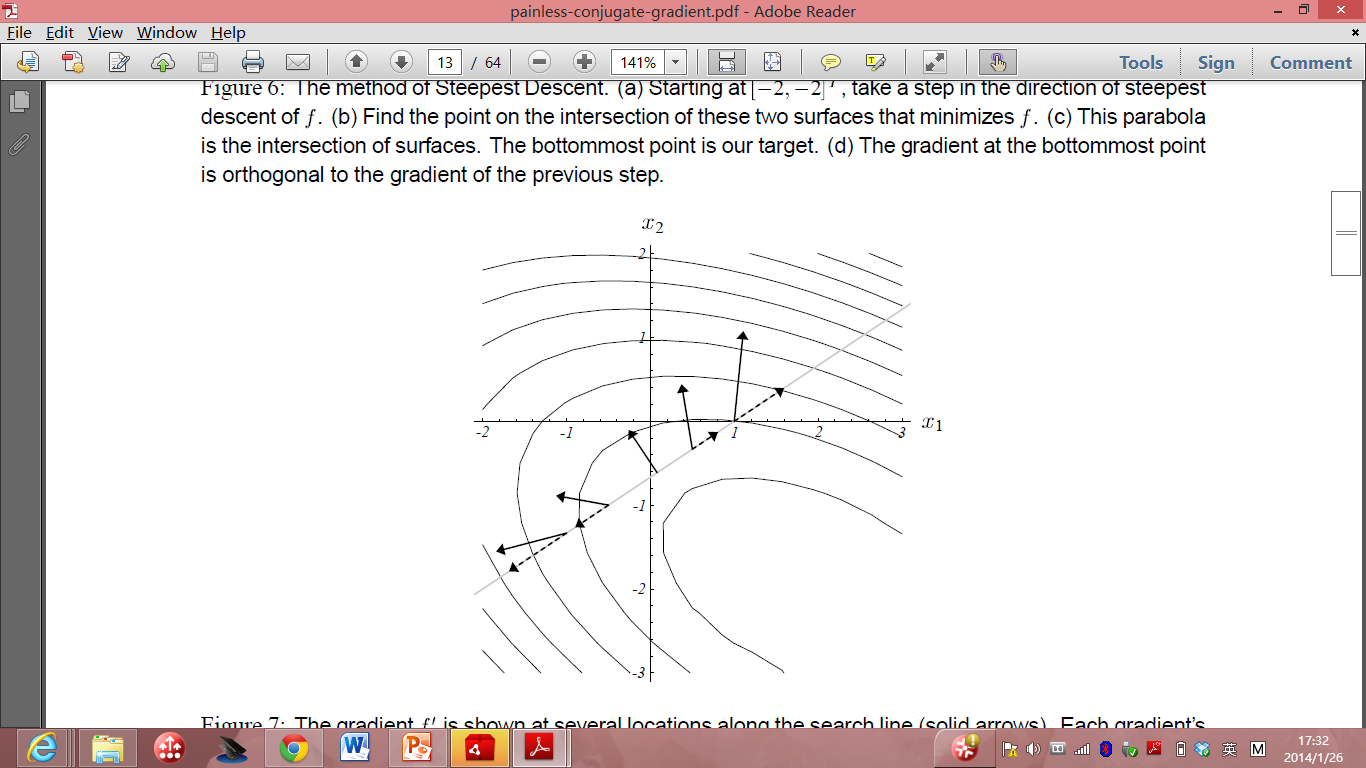 painless-conjugate-gradient.pdf - Adobe Reader
File Edit View Window Help
13 / 64 141% Tools Sign Comment
Figure 6: The method of Steepest Descent. (a) Starting at [−2, −2]ᵀ, take a step in the direction of steepest
descent of f. (b) Find the point on the intersection of these two surfaces that minimizes f. (c) This parabola
is the intersection of surfaces. The bottommost point is our target. (d) The gradient at the bottommost point
is orthogonal to the gradient of the previous step.
x2
2
1
-2 -1 1 2 3 x1
-1
-2
-3
Figure 7: The gradient f′ is shown at several locations along the search line (solid arrows). Each gradient's
英 M
17:32
2014/1/26